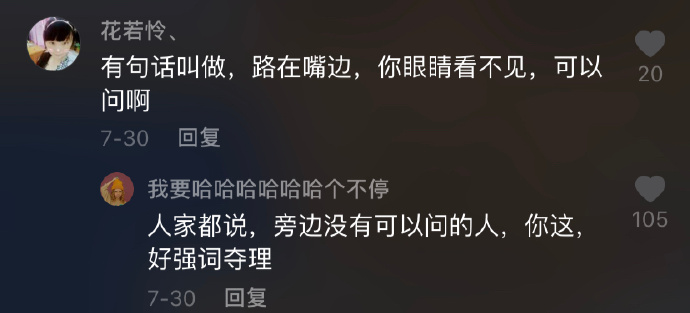 花若怜、
有句话叫做，路在嘴边，你眼睛看不见，可以
问啊
20
7-30 回复
我要哈哈哈哈哈哈个不停
人家都说，旁边没有可以问的人，你这，
好强词夺理
105
7-30 回复